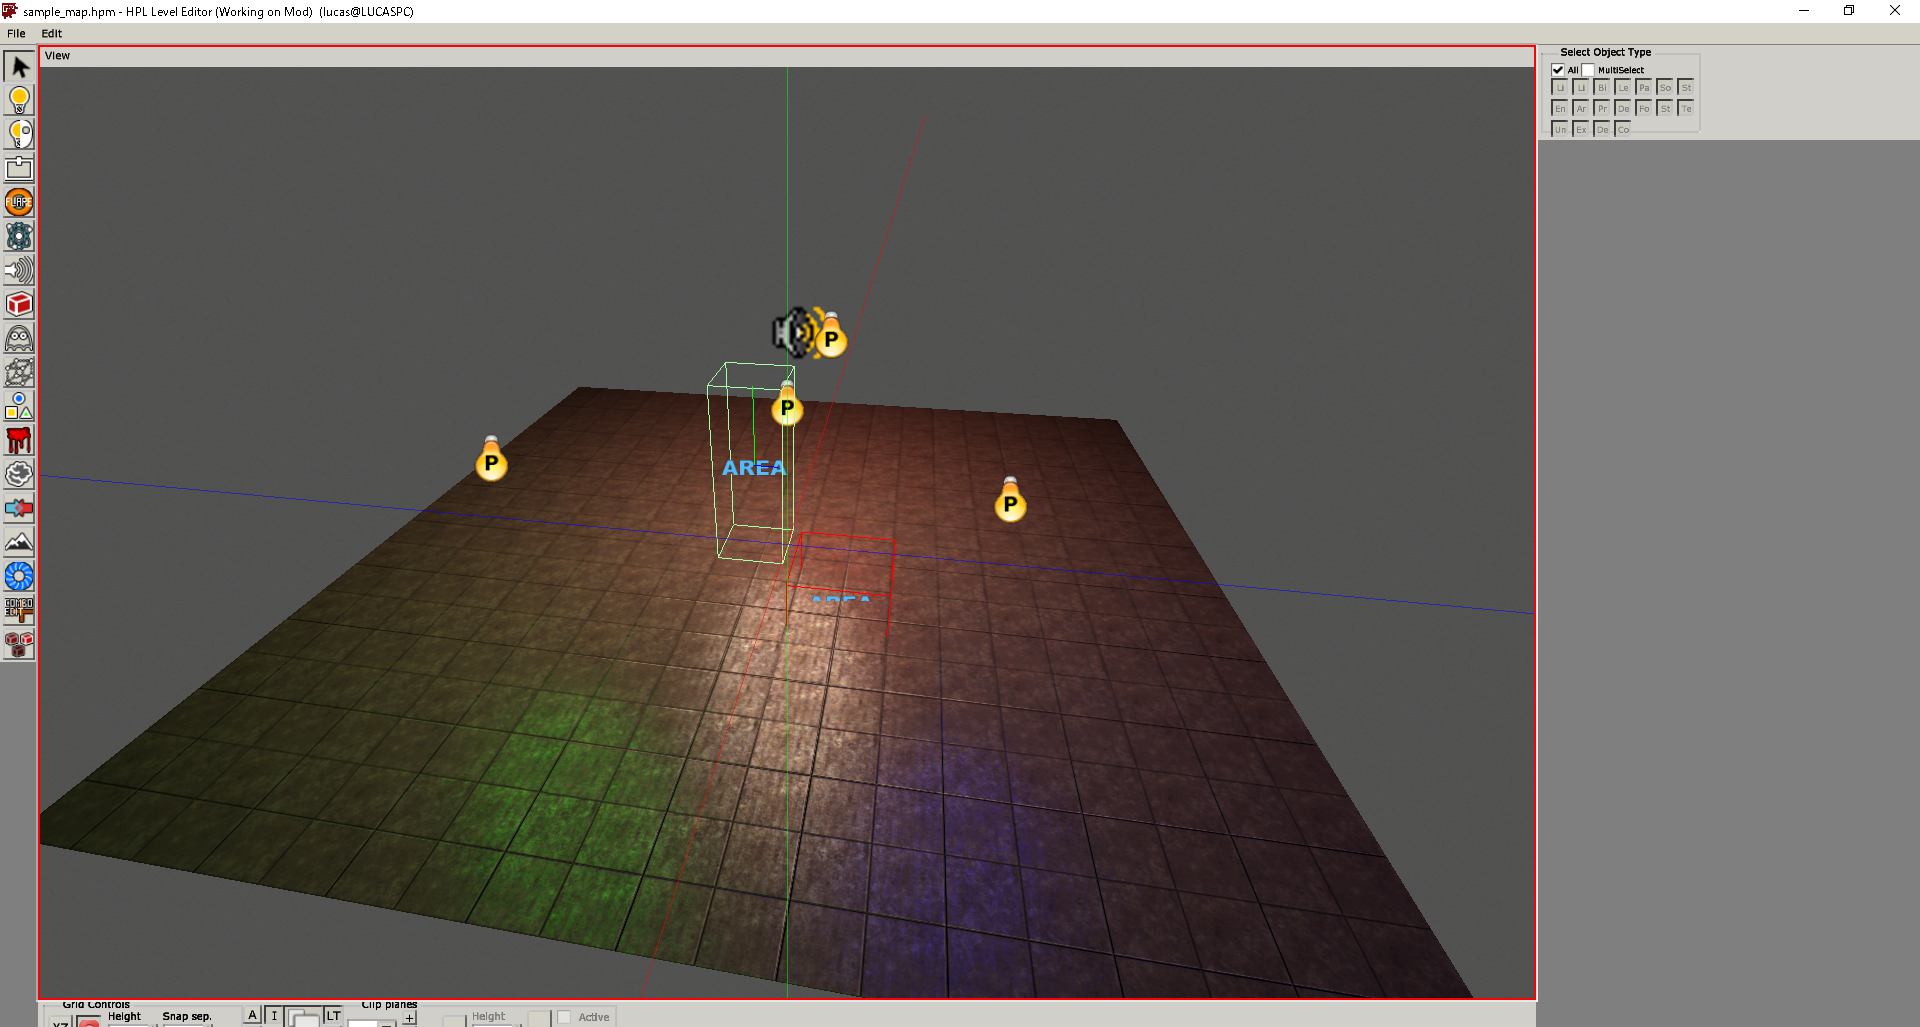 sample_map.hpm - HPL Level Editor (Working on Mod) (lucas@LUCASPC)
File Edit
View
Select Object Type
All MultiSelect
Li Li Bi Le Pa So St
En Ar Pr De Fo St Te
Un Ex De Co
FLARE
COMBO
EDIT
P
P
AREA
P
P
AREA
Grid Controls
Clip planes
XZ Height Snap sep. A I LT + Height Active